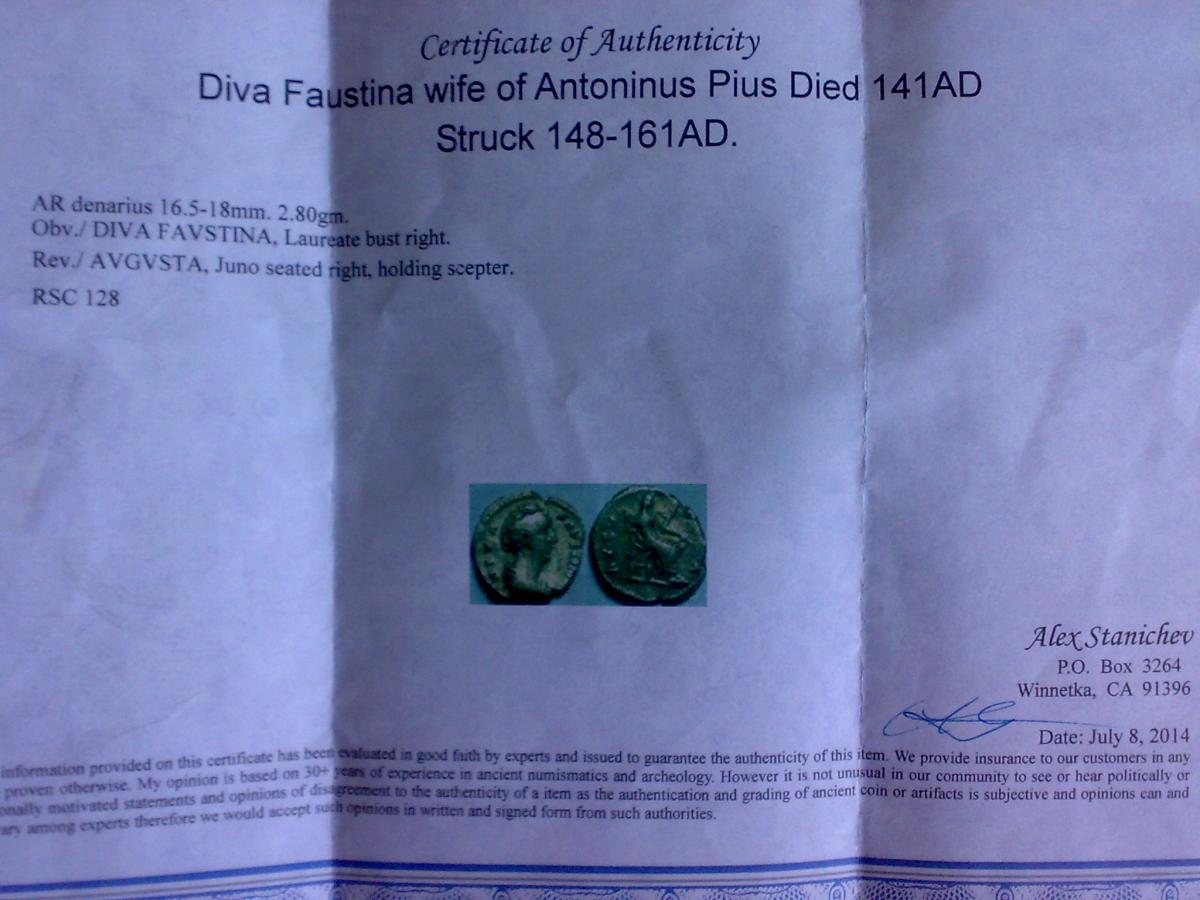 Certificate of Authenticity
Diva Faustina wife of Antoninus Pius Died 141AD
Struck 148-161AD.
AR denarius 16.5-18mm. 2.80gm.
Obv./ DIVA FAVSTINA, Laureate bust right.
Rev./ AVGVSTA, Juno seated right, holding scepter.
RSC 128
Alex Stanichev
P.O. Box 3264
Winnetka, CA 91396
Date: July 8, 2014
information provided on this certificate has been evaluated in good faith by experts and issued to guarantee the authenticity of this item. We provide insurance to our customers in any
proven otherwise. My opinion is based on 30+ years of experience in ancient numismatics and archeology. However it is not unusual in our community to see or hear politically or
motivated statements and opinions of disagreement to the authenticity of a item as the authentication and grading of ancient coin or artifacts is subjective and opinions can and
among experts therefore we would accept such opinions in written and signed form from such authorities.